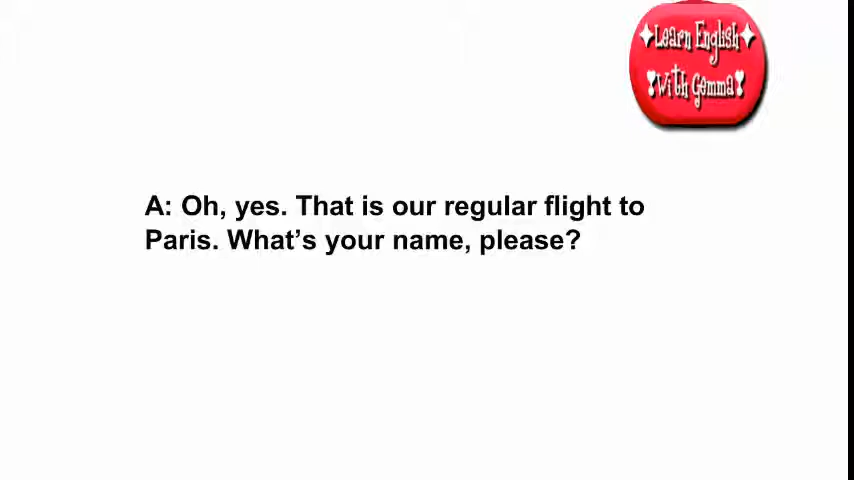 Learn English
With Gemma
A: Oh, yes. That is our regular flight to
Paris. What’s your name, please?